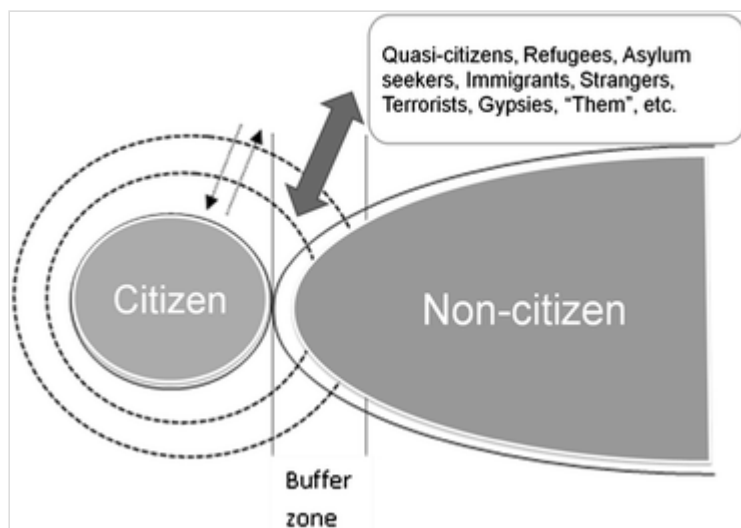 Quasi-citizens, Refugees, Asylum
seekers, Immigrants, Strangers,
Terrorists, Gypsies, “Them”, etc.
Citizen
Non-citizen
Buffer
zone